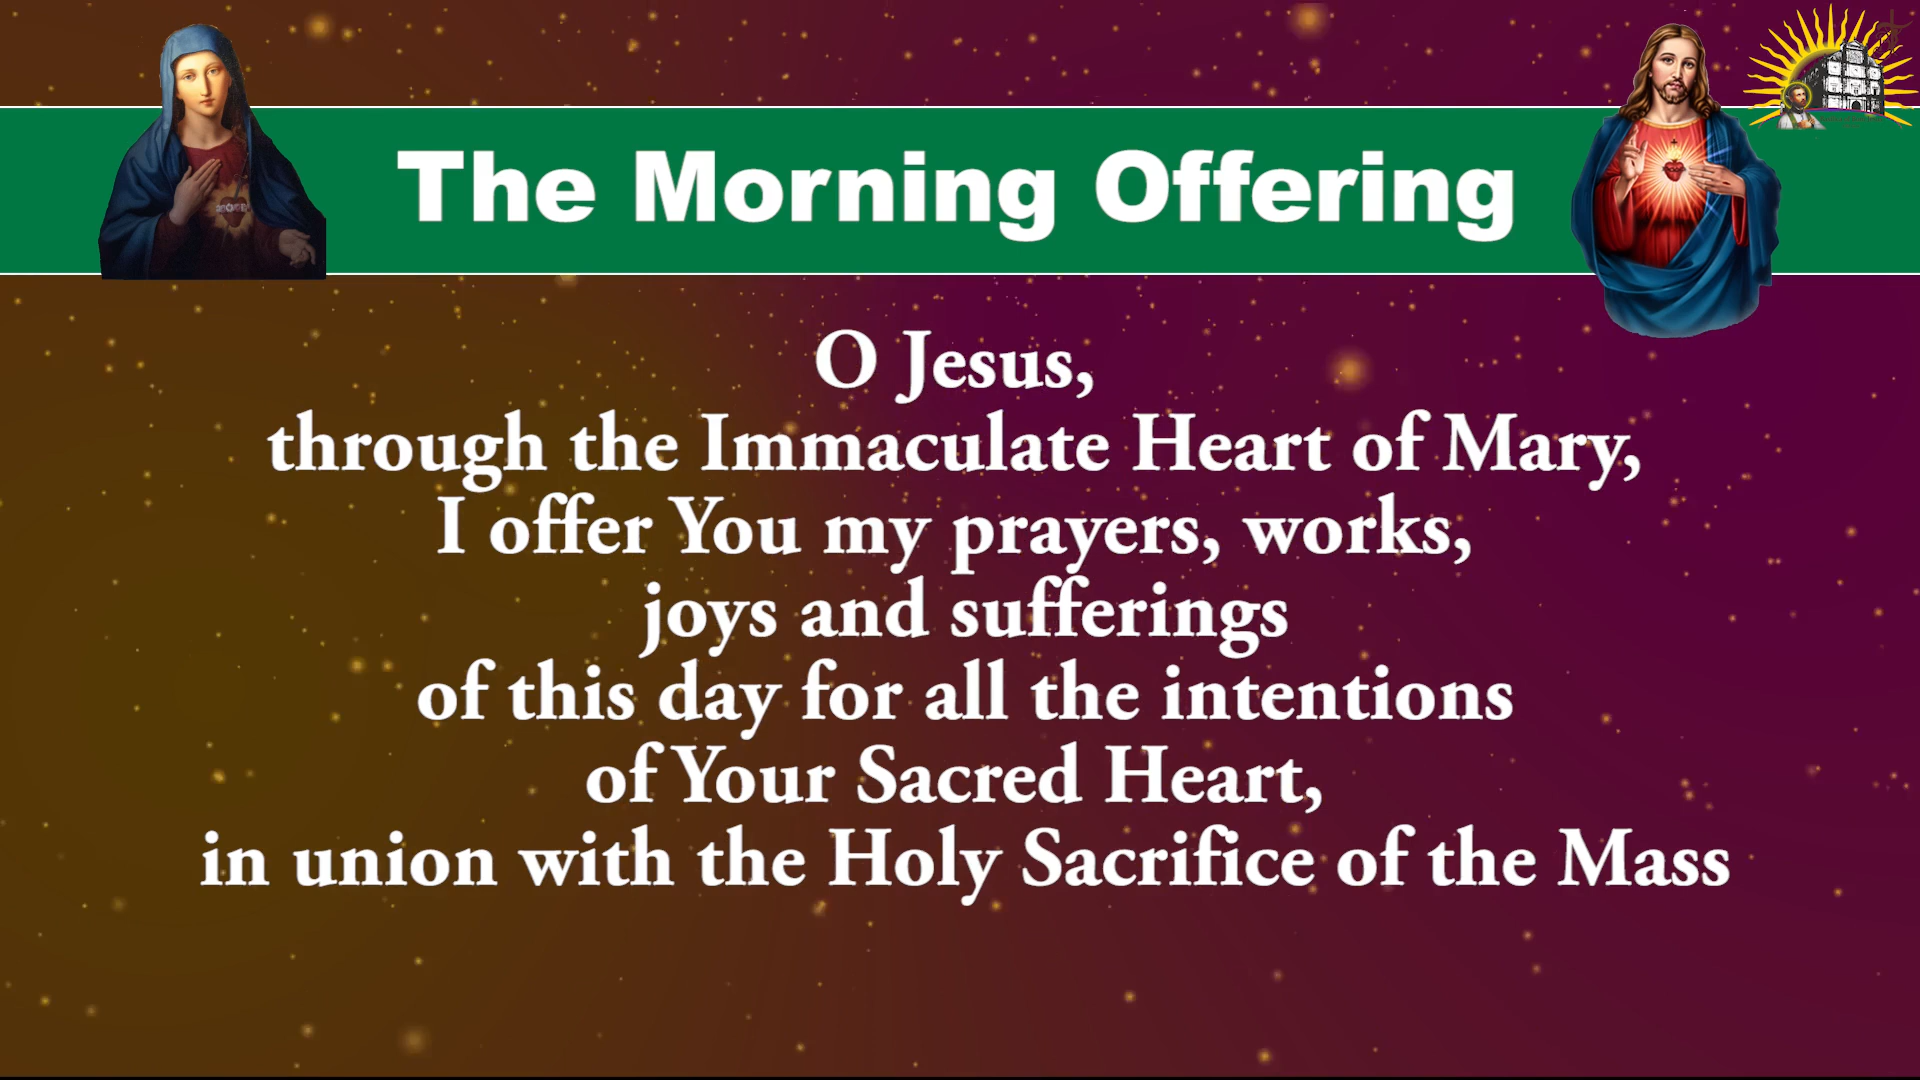 The Morning Offering
O Jesus,
through the Immaculate Heart of Mary,
I offer You my prayers, works,
joys and sufferings
of this day for all the intentions
of Your Sacred Heart,
in union with the Holy Sacrifice of the Mass